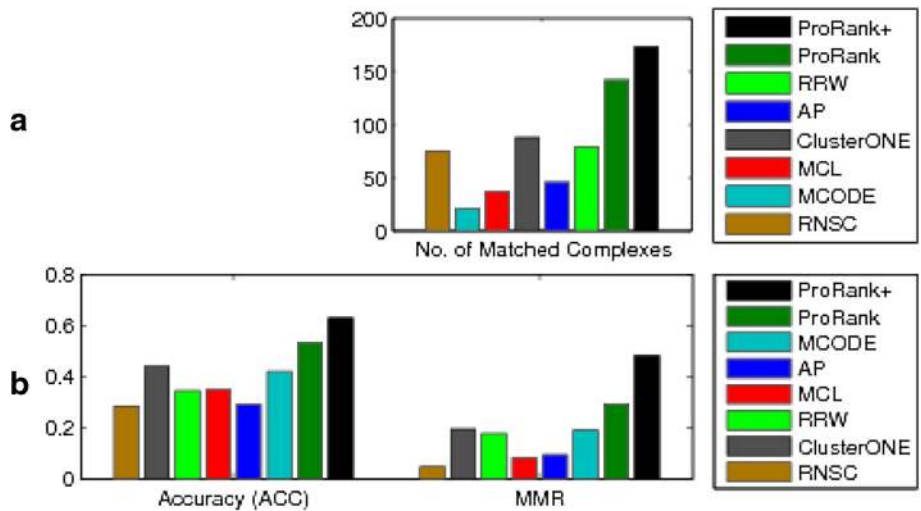 a
200
150
100
50
0
No. of Matched Complexes
ProRank+
ProRank
RRW
AP
ClusterONE
MCL
MCODE
RNSC
b
0.8
0.6
0.4
0.2
0
Accuracy (ACC)
MMR
ProRank+
ProRank
MCODE
AP
MCL
RRW
ClusterONE
RNSC